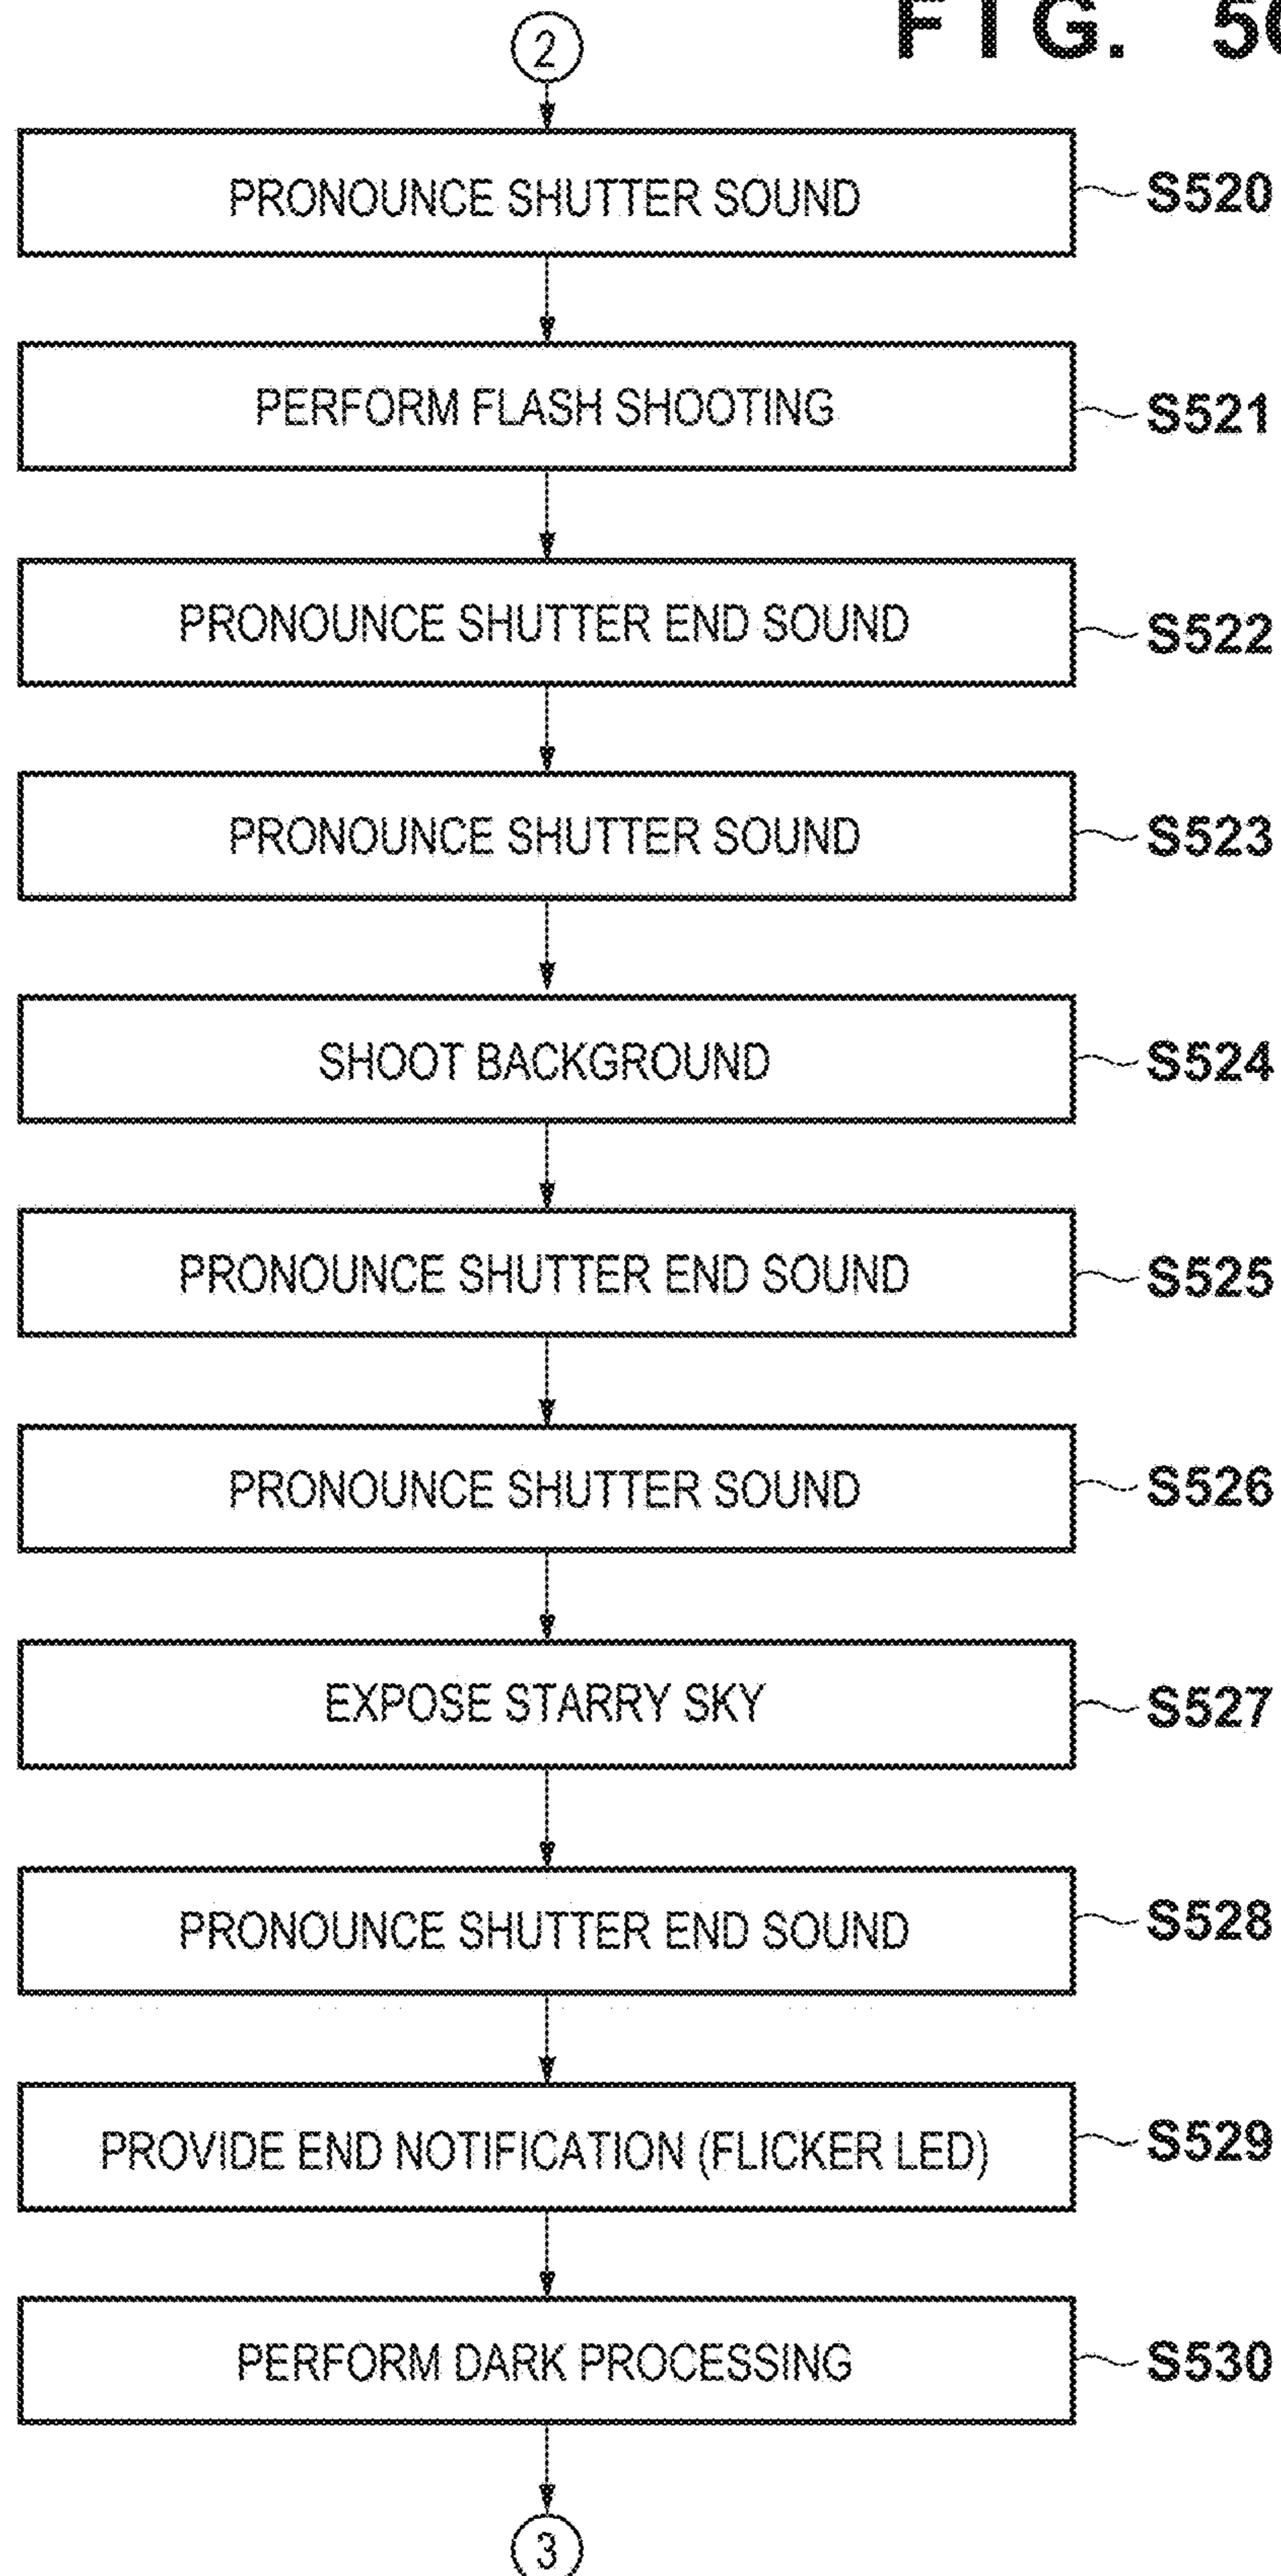 FIG. 5
2
PRONOUNCE SHUTTER SOUND S520
PERFORM FLASH SHOOTING S521
PRONOUNCE SHUTTER END SOUND S522
PRONOUNCE SHUTTER SOUND S523
SHOOT BACKGROUND S524
PRONOUNCE SHUTTER END SOUND S525
PRONOUNCE SHUTTER SOUND S526
EXPOSE STARRY SKY S527
PRONOUNCE SHUTTER END SOUND S528
PROVIDE END NOTIFICATION (FLICKER LED) S529
PERFORM DARK PROCESSING S530
3